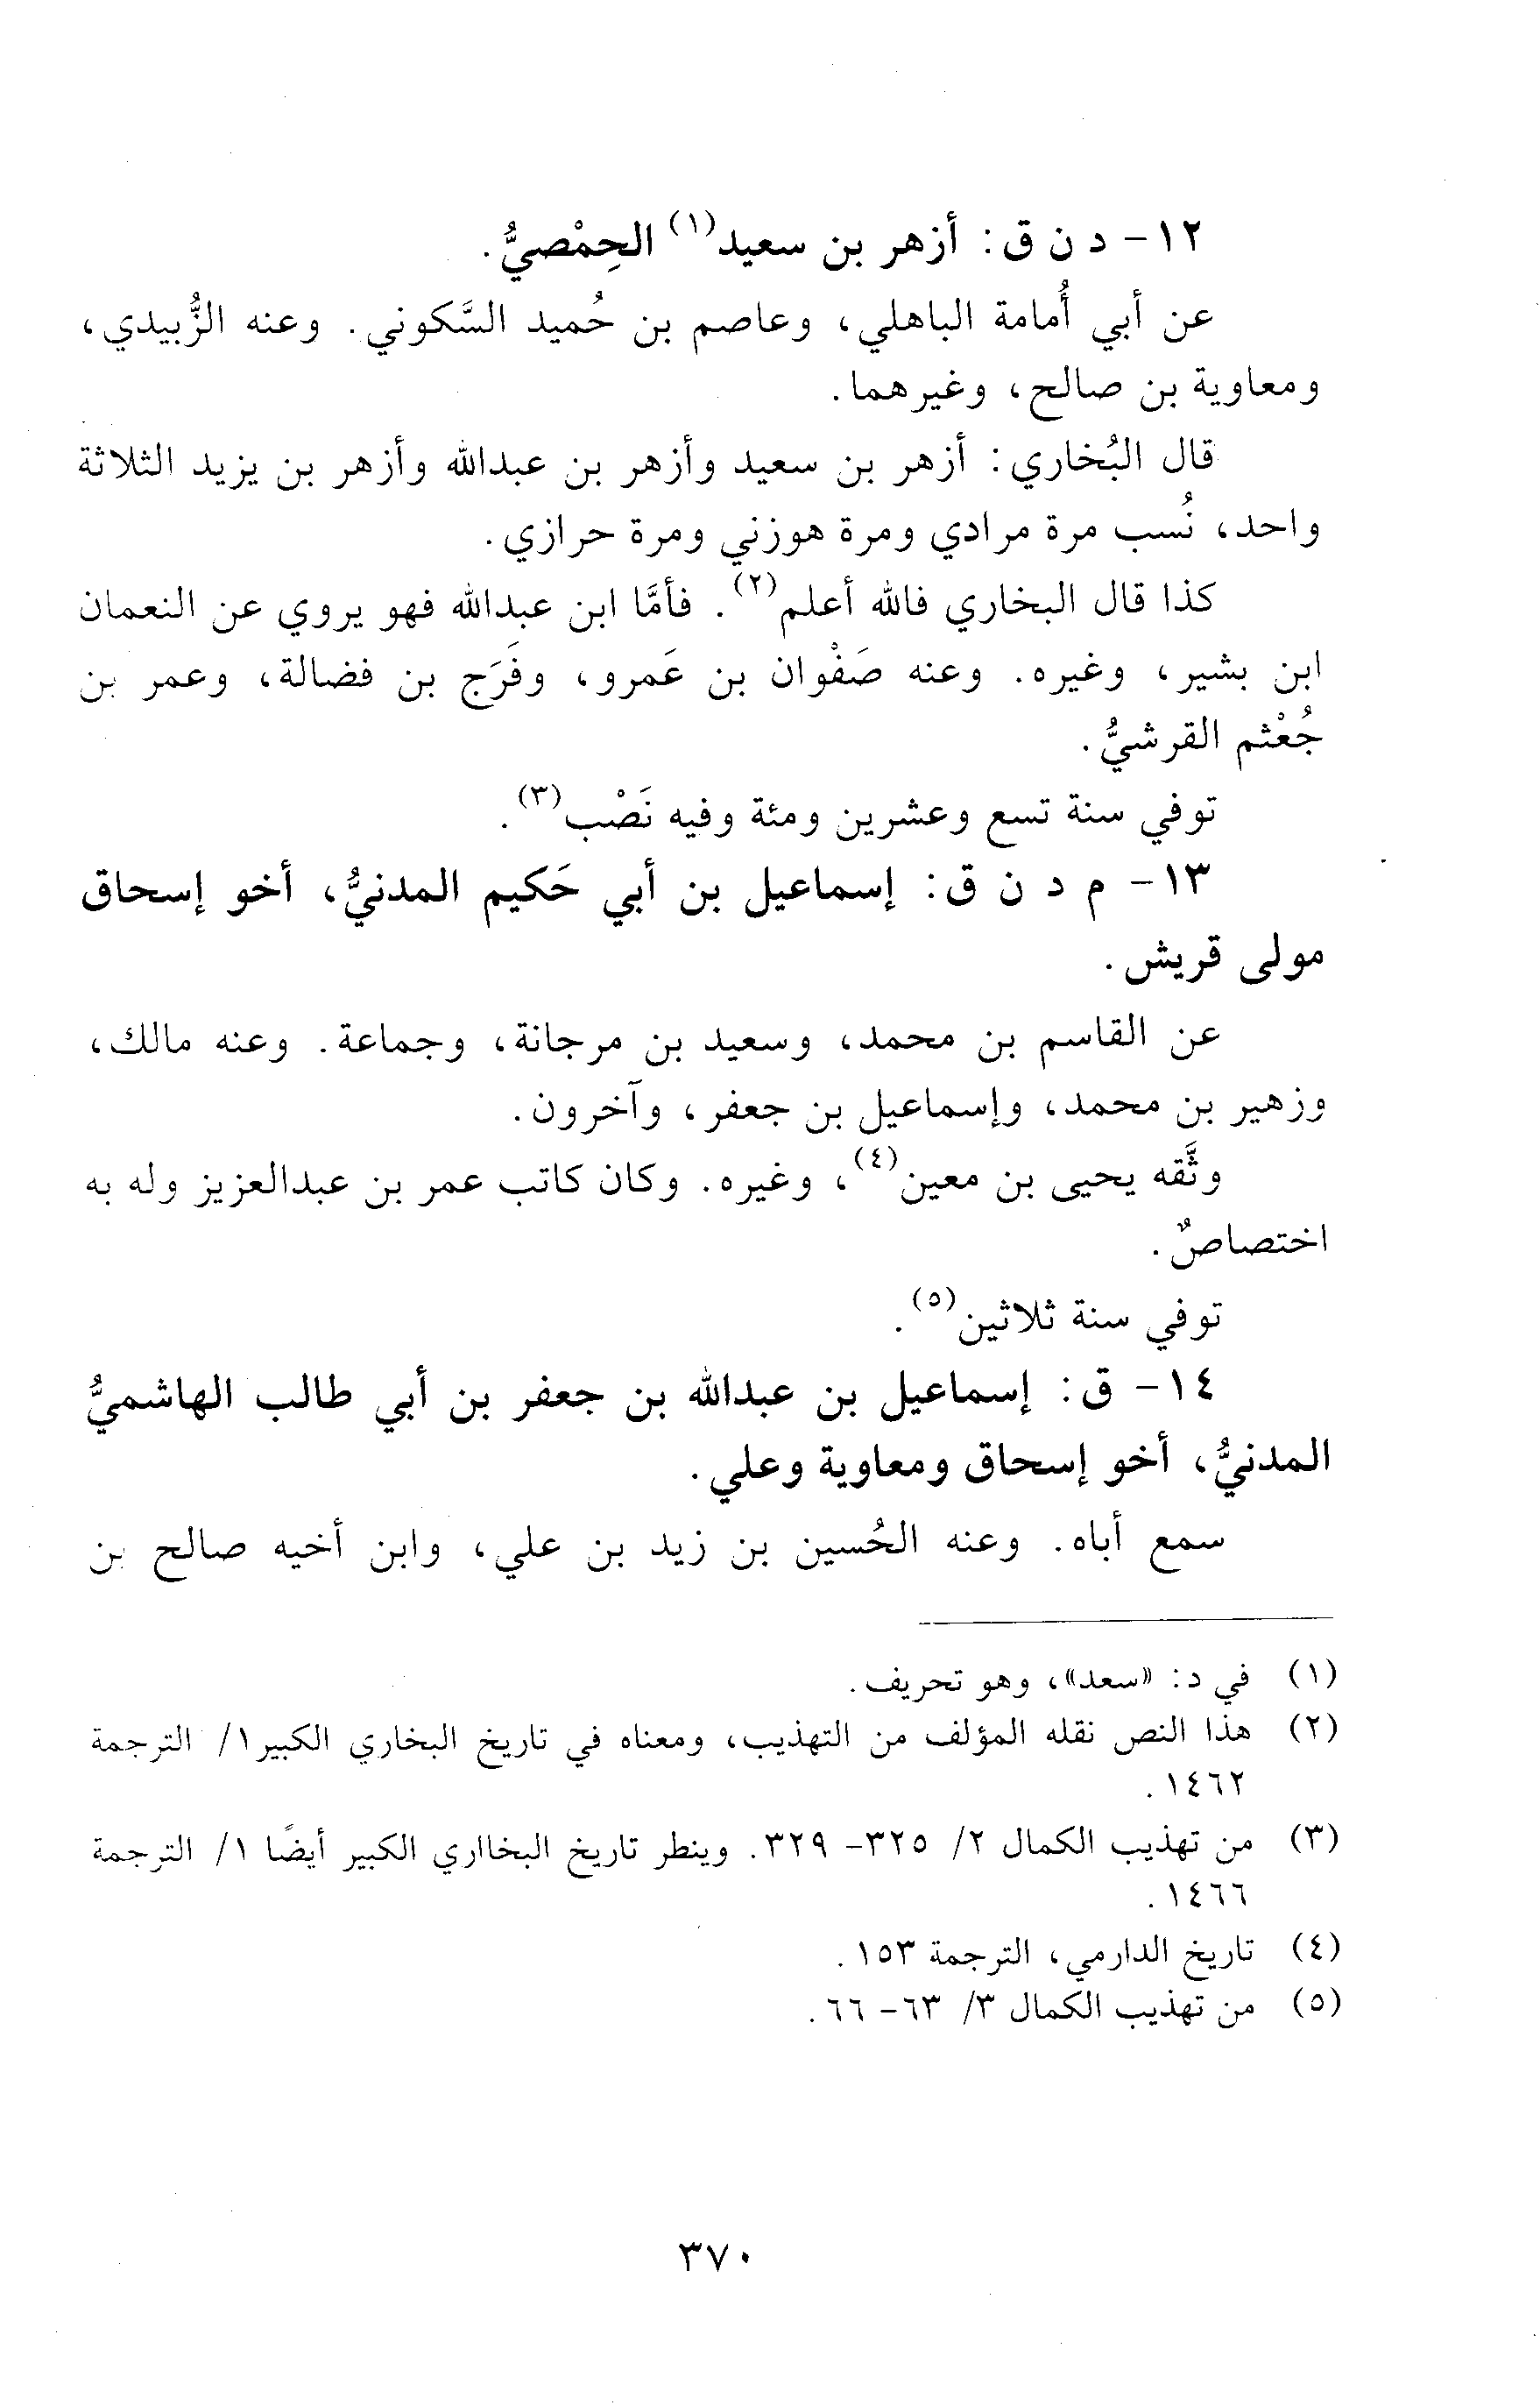 ١٢- د ن ق: أزهر بن سعيد(١) الحِمْصيُّ.
عن أبي أُمامة الباهلي، وعاصم بن حُميد السَّكوني. وعنه الزُّبيدي،
ومعاوية بن صالح، وغيرهما.
قال البُخاري: أزهر بن سعيد وأزهر بن عبدالله وأزهر بن يزيد الثلاثة
واحد، نُسب مرة مرادي ومرة هوزني ومرة حرازي.
كذا قال البخاري فالله أعلم(٢). فأمَّا ابن عبدالله فهو يروي عن النعمان
ابن بشير، وغيره. وعنه صَفْوان بن عَمرو، وفَرَج بن فضالة، وعمر بن
جُعْثم القرشيُّ.
توفي سنة تسع وعشرين ومئة وفيه نَصْب(٣).
١٣- م د ن ق: إسماعيل بن أبي حَكيم المدنيُّ، أخو إسحاق
مولى قريش.
عن القاسم بن محمد، وسعيد بن مرجانة، وجماعة. وعنه مالك،
وزهير بن محمد، وإسماعيل بن جعفر، وآخرون.
وثَّقه يحيى بن معين(٤)، وغيره. وكان كاتب عمر بن عبدالعزيز وله به
اختصاصٌ.
توفي سنة ثلاثين(٥).
١٤- ق: إسماعيل بن عبدالله بن جعفر بن أبي طالب الهاشميُّ
المدنيُّ، أخو إسحاق ومعاوية وعلي.
سمع أباه. وعنه الحُسين بن زيد بن علي، وابن أخيه صالح بن
(١) في د: «سعد»، وهو تحريف.
(٢) هذا النص نقله المؤلف من التهذيب، ومعناه في تاريخ البخاري الكبير١/ الترجمة
١٤٦٢.
(٣) من تهذيب الكمال ٢/ ٣٢٥- ٣٢٩. وينطر تاريخ البخااري الكبير أيضًا ١/ الترجمة
١٤٦٦.
(٤) تاريخ الدارمي، الترجمة ١٥٣.
(٥) من تهذيب الكمال ٣/ ٦٣- ٦٦.
٣٧٠